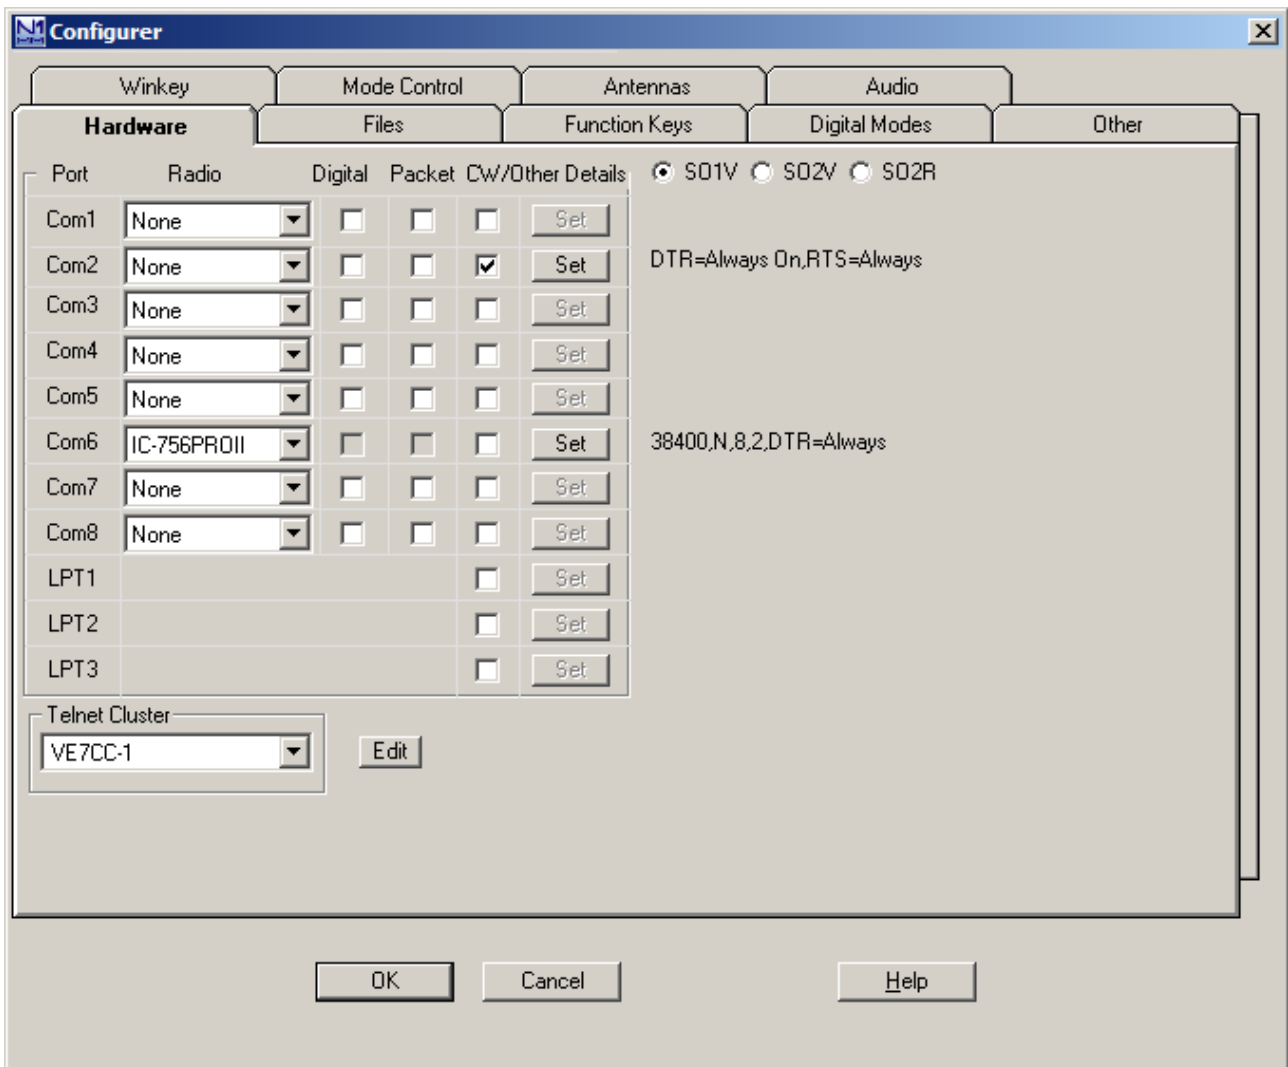 N1 Configurer
Winkey Mode Control Antennas Audio
Hardware Files Function Keys Digital Modes Other
Port Radio Digital Packet CW/Other Details SO1V SO2V SO2R
Com1 None Set
Com2 None Set DTR=Always On,RTS=Always
Com3 None Set
Com4 None Set
Com5 None Set
Com6 IC-756PROII Set 38400,N,8,2,DTR=Always
Com7 None Set
Com8 None Set
LPT1 Set
LPT2 Set
LPT3 Set
Telnet Cluster
VE7CC-1 Edit
OK Cancel Help